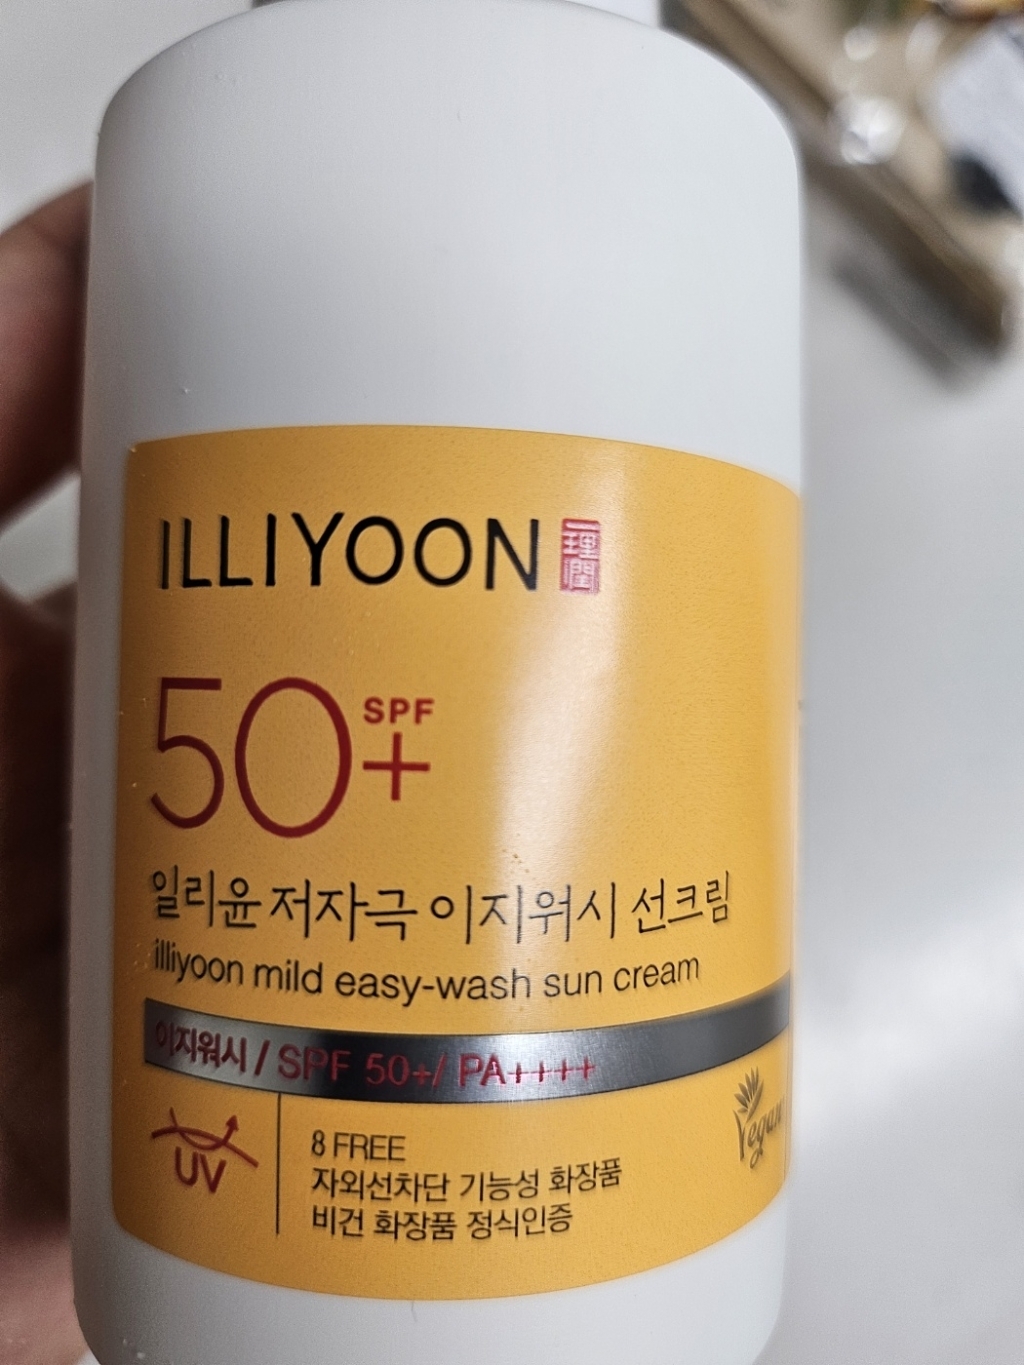 ILLIYOON 理潤
50+ SPF
일리윤 저자극 이지워시 선크림
illiyoon mild easy-wash sun cream
이지워시 / SPF 50+/ PA++++
UV
8 FREE
자외선차단 기능성 화장품
비건 화장품 정식인증
Vegan